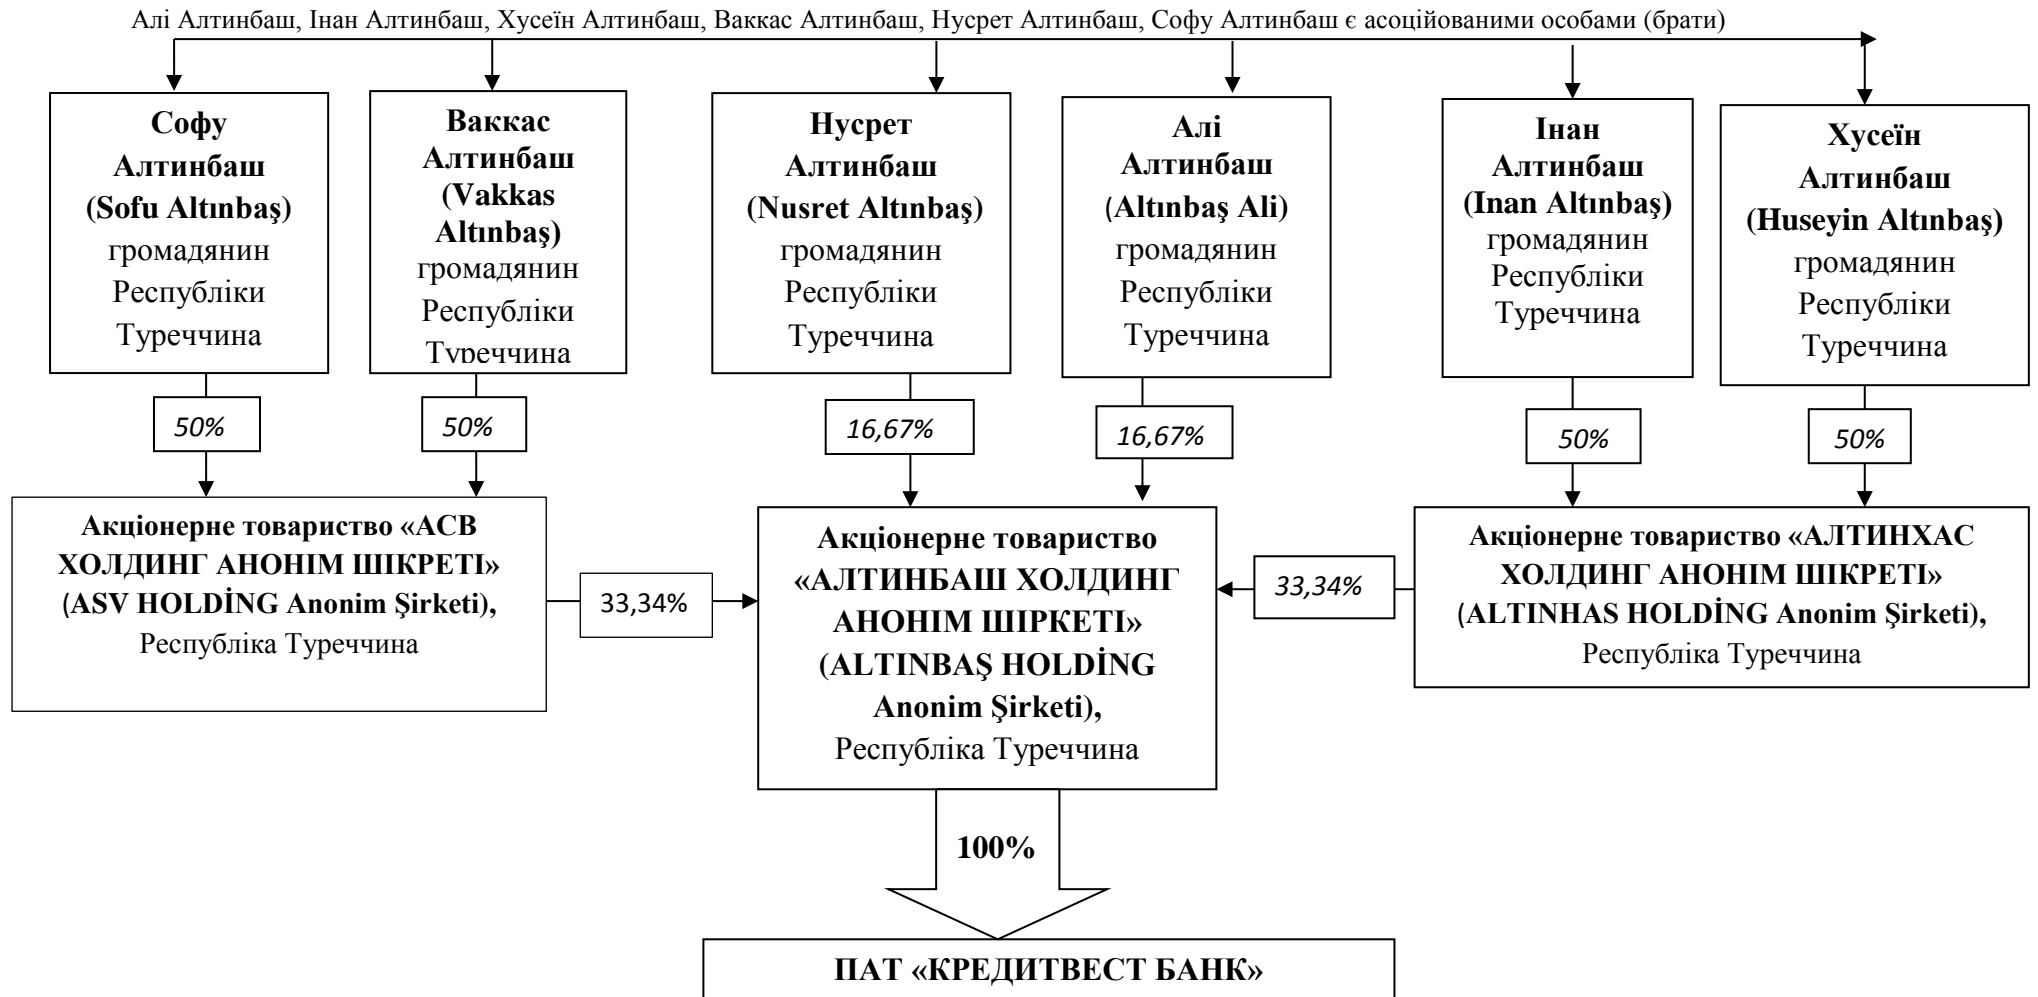 Алі Алтинбаш, Інан Алтинбаш, Хусеїн Алтинбаш, Ваккас Алтинбаш, Нусрет Алтинбаш, Софу Алтинбаш є асоційованими особами (брати)
Софу
Алтинбаш
(Sofu Altınbaş)
громадянин
Республіки
Туреччина
Ваккас
Алтинбаш
(Vakkas
Altınbaş)
громадянин
Республіки
Туреччина
Нусрет
Алтинбаш
(Nusret Altınbaş)
громадянин
Республіки
Туреччина
Алі
Алтинбаш
(Altınbaş Ali)
громадянин
Республіки
Туреччина
Інан
Алтинбаш
(Inan Altınbaş)
громадянин
Республіки
Туреччина
Хусеїн
Алтинбаш
(Huseyin Altınbaş)
громадянин
Республіки
Туреччина
50%
50%
16,67%
16,67%
50%
50%
Акціонерне товариство «АСВ
ХОЛДИНГ АНОНІМ ШІКРЕТІ»
(ASV HOLDİNG Anonim Şirketi),
Республіка Туреччина
33,34%
Акціонерне товариство
«АЛТИНБАШ ХОЛДИНГ
АНОНІМ ШІРКЕТІ»
(ALTINBAŞ HOLDİNG
Anonim Şirketi),
Республіка Туреччина
33,34%
Акціонерне товариство «АЛТИНХАС
ХОЛДИНГ АНОНІМ ШІКРЕТІ»
(ALTINHAS HOLDİNG Anonim Şirketi),
Республіка Туреччина
100%
ПАТ «КРЕДИТВЕСТ БАНК»